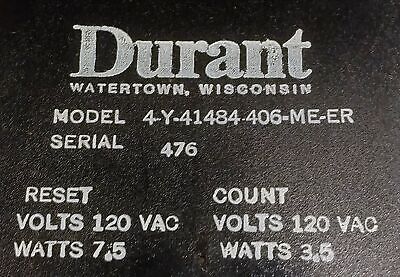 Durant
WATERTOWN, WISCONSIN
MODEL 4-Y-41484-406-ME-ER
SERIAL 476
RESET COUNT
VOLTS 120 VAC VOLTS 120 VAC
WATTS 7.5 WATTS 3.5